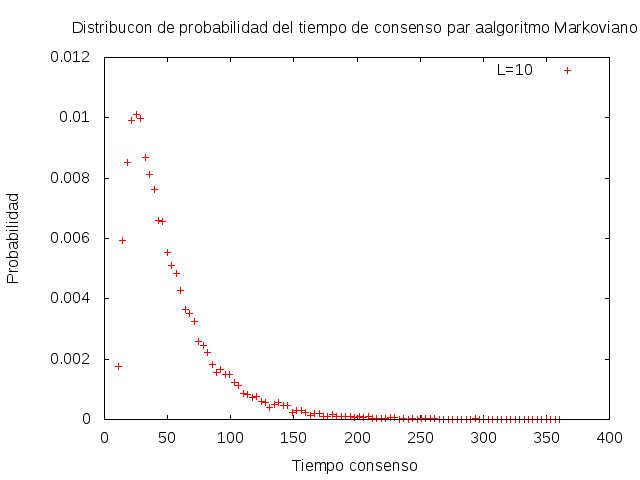 Distribucon de probabilidad del tiempo de consenso par aalgoritmo Markoviano
0.012
L=10
0.01
0.008
0.006
0.004
0.002
0
Probabilidad
0 50 100 150 200 250 300 350 400
Tiempo consenso